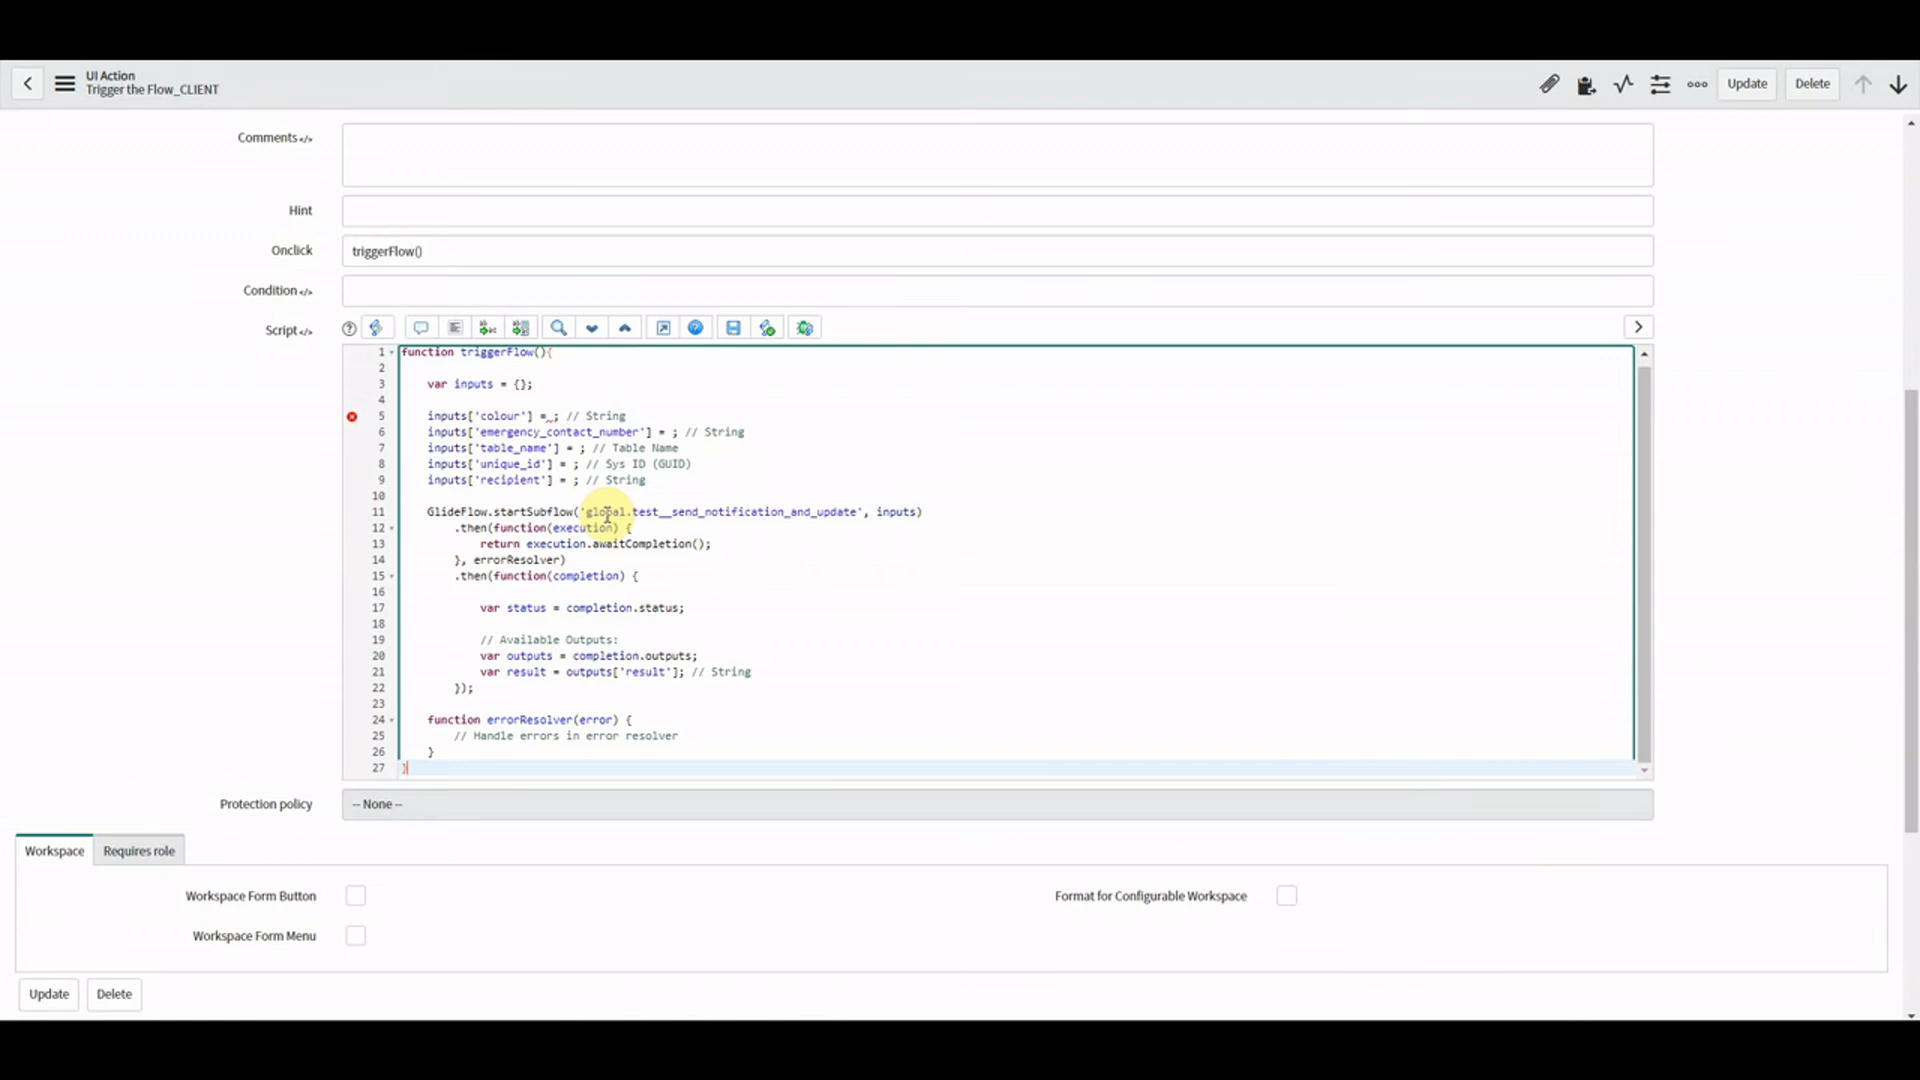 UI Action
Trigger the Flow_CLIENT
Update
Delete
Comments
Hint
Onclick
triggerFlow()
Condition
Script
1 function triggerFlow(){
2
3 var inputs = {};
4
5 inputs['colour'] = ; // String
6 inputs['emergency_contact_number'] = ; // String
7 inputs['table_name'] = ; // Table Name
8 inputs['unique_id'] = ; // Sys ID (GUID)
9 inputs['recipient'] = ; // String
10
11 GlideFlow.startSubflow('global.test__send_notification_and_update', inputs)
12 .then(function(execution) {
13 return execution.awaitCompletion();
14 }, errorResolver)
15 .then(function(completion) {
16
17 var status = completion.status;
18
19 // Available Outputs:
20 var outputs = completion.outputs;
21 var result = outputs['result']; // String
22 });
23
24 function errorResolver(error) {
25 // Handle errors in error resolver
26 }
27 }
Protection policy
-- None --
Workspace
Requires role
Workspace Form Button
Format for Configurable Workspace
Workspace Form Menu
Update
Delete